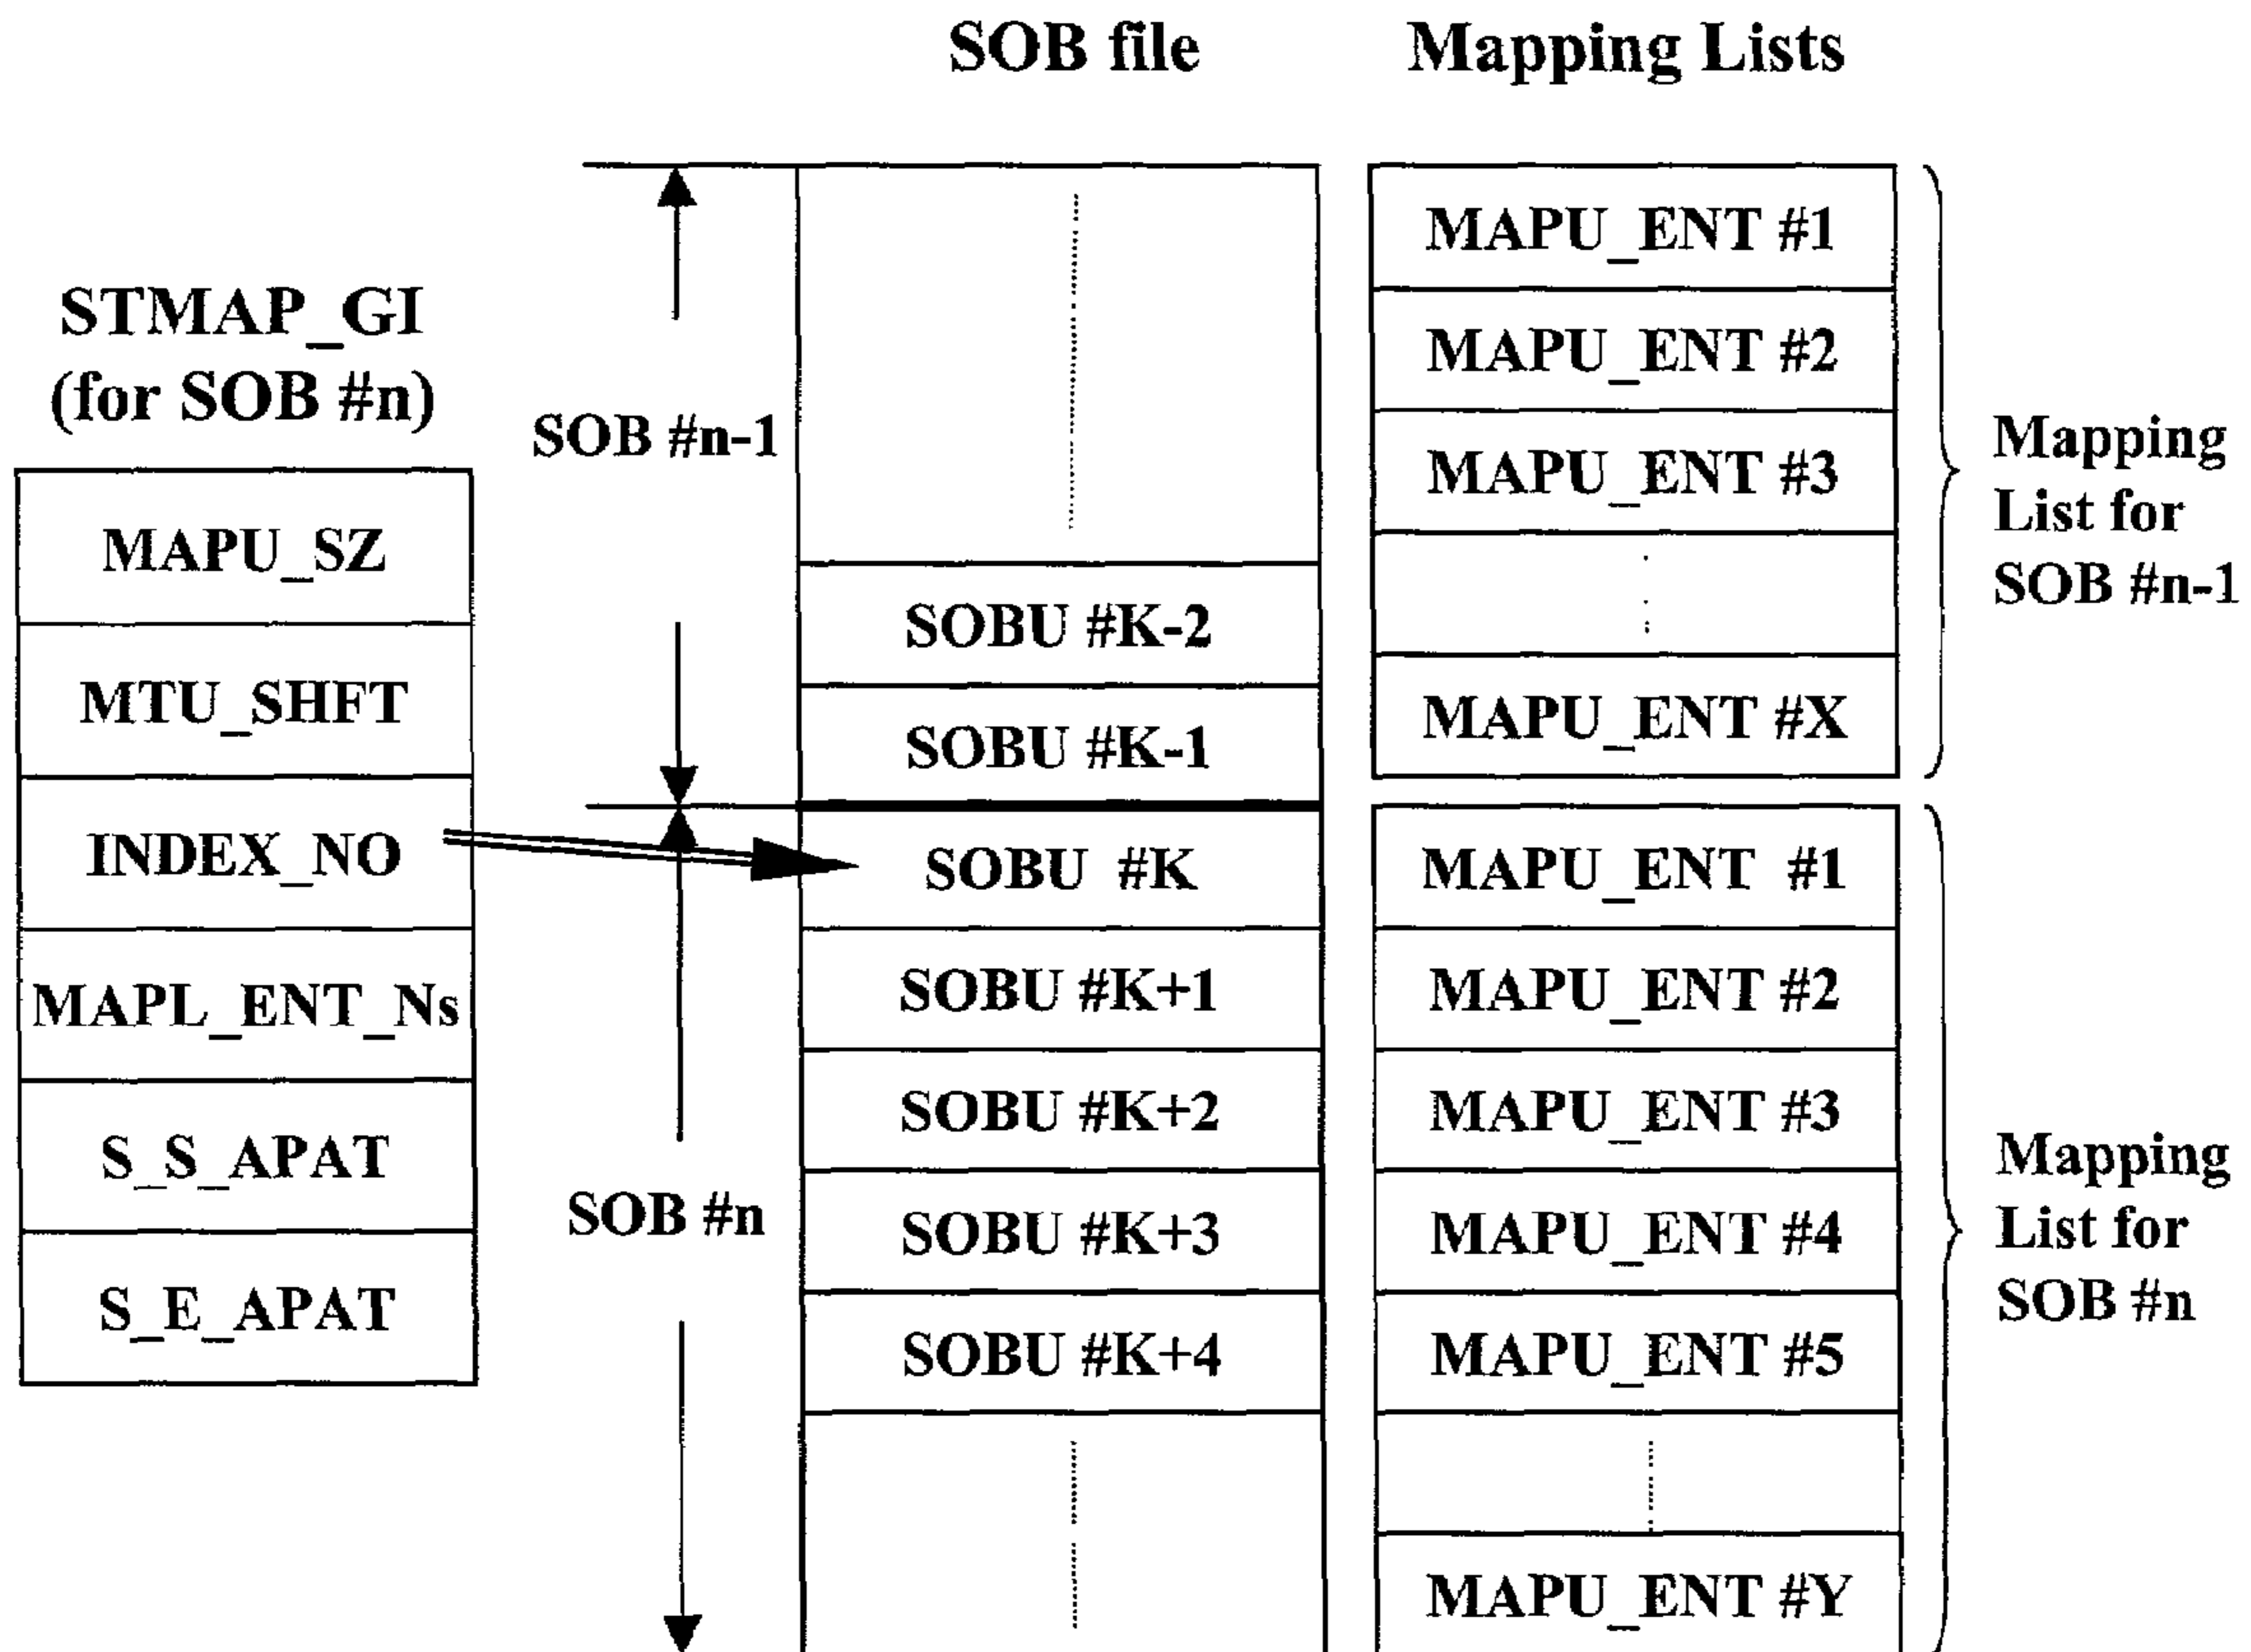 SOB file
Mapping Lists
STMAP_GI
(for SOB #n)
MAPU_SZ
MTU_SHFT
INDEX_NO
MAPL_ENT_Ns
S_S_APAT
S_E_APAT
SOB #n-1
SOB #n
SOBU #K-2
SOBU #K-1
SOBU #K
SOBU #K+1
SOBU #K+2
SOBU #K+3
SOBU #K+4
MAPU_ENT #1
MAPU_ENT #2
MAPU_ENT #3
MAPU_ENT #X
MAPU_ENT #1
MAPU_ENT #2
MAPU_ENT #3
MAPU_ENT #4
MAPU_ENT #5
MAPU_ENT #Y
Mapping
List for
SOB #n-1
Mapping
List for
SOB #n